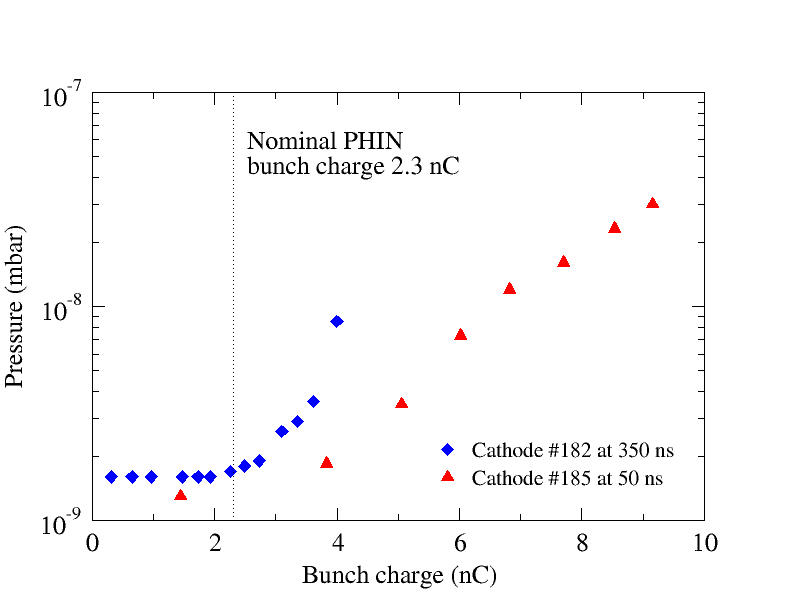 10-7
Nominal PHIN
bunch charge 2.3 nC
Pressure (mbar)
10-8
Cathode #182 at 350 ns
Cathode #185 at 50 ns
10-9
0 2 4 6 8 10
Bunch charge (nC)